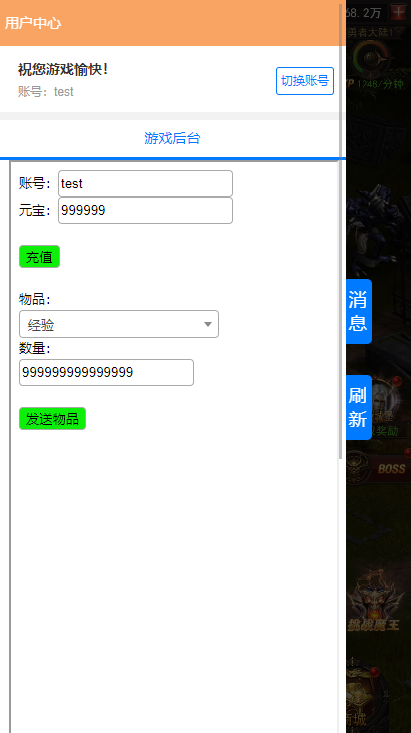 用户中心
68.2万
勇者大陆1
祝您游戏愉快！
账号：test
切换账号
1248/分钟
游戏后台
账号：test
元宝：999999
充值
物品：
经验
数量：
999999999999999
发送物品
消息
刷新
奖励
BOSS
挑战魔王